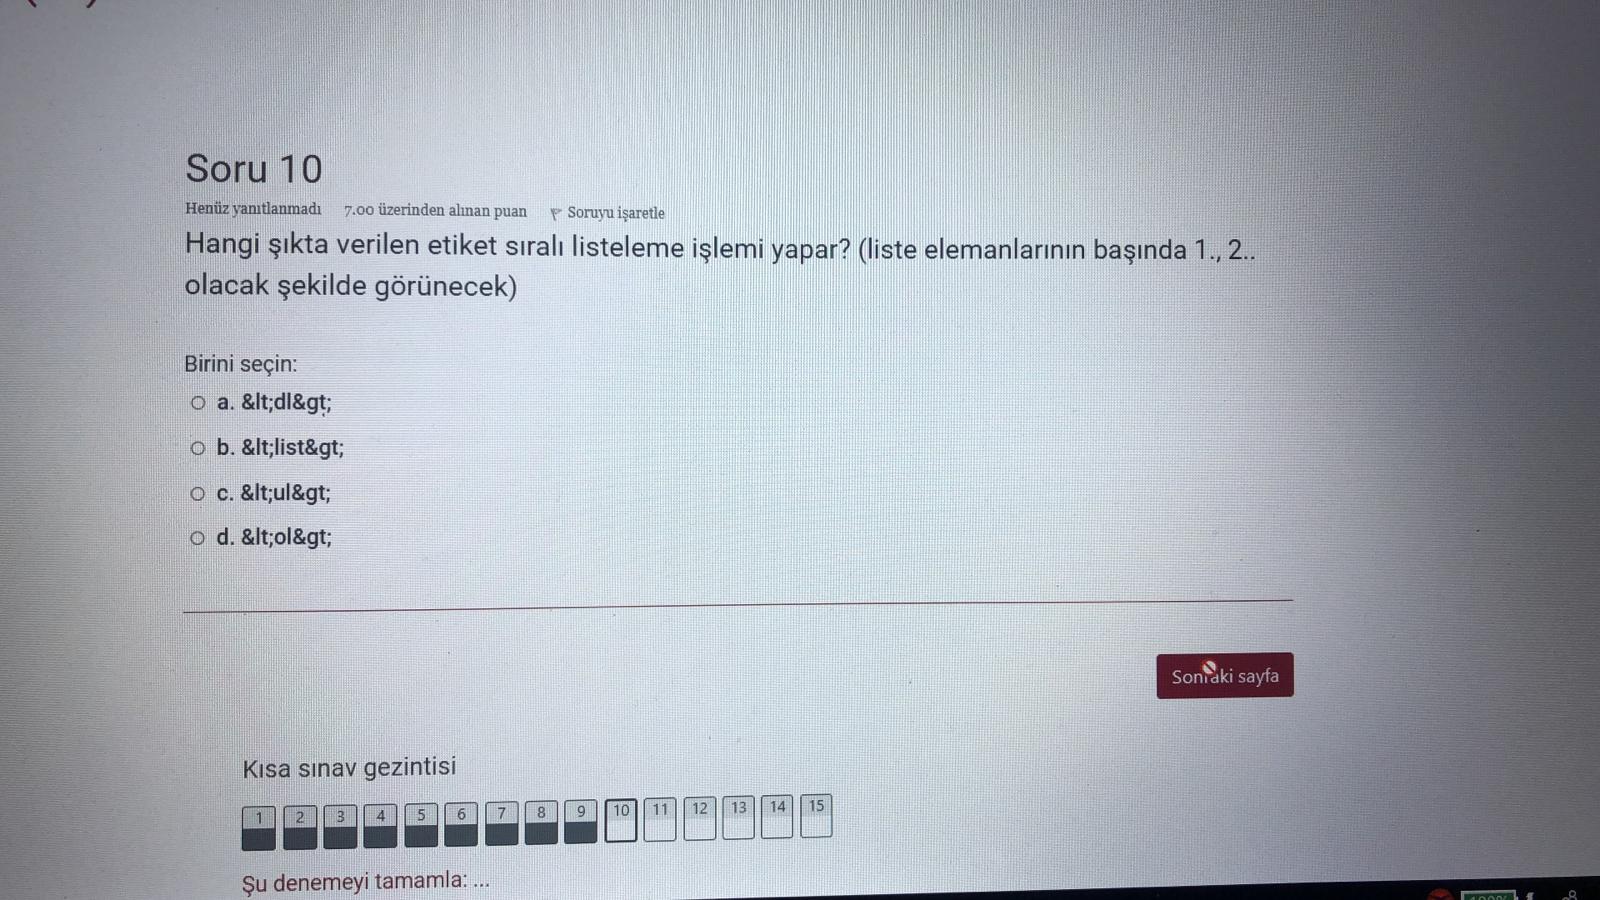 Soru 10
Henüz yanıtlanmadı 7.00 üzerinden alınan puan Soruyu işaretle
Hangi şıkta verilen etiket sıralı listeleme işlemi yapar? (liste elemanlarının başında 1., 2..
olacak şekilde görünecek)
Birini seçin:
a. &lt;dl&gt;
b. &lt;list&gt;
c. &lt;ul&gt;
d. &lt;ol&gt;
Sonraki sayfa
Kısa sınav gezintisi
1 2 3 4 5 6 7 8 9 10 11 12 13 14 15
Şu denemeyi tamamla: ...